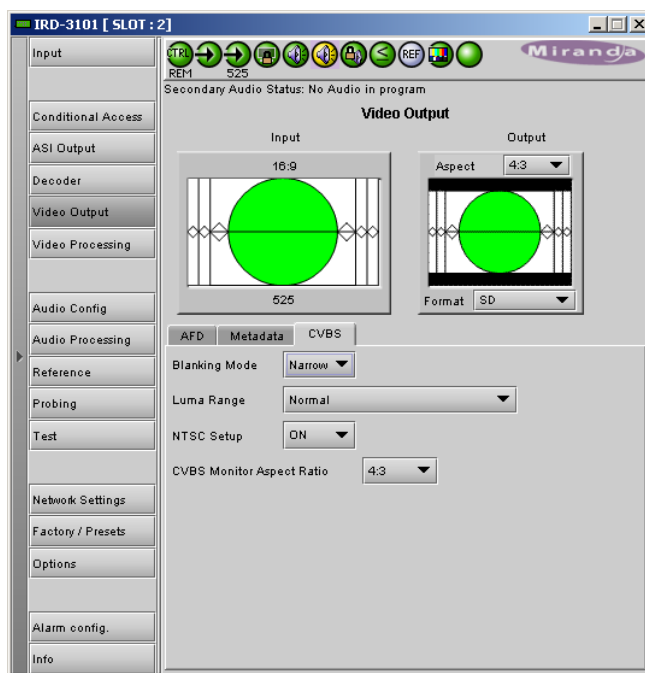 IRD-3101 [ SLOT : 2]
CTRL
REF
Miranda
REM 525
Secondary Audio Status: No Audio in program
Input
Conditional Access
ASI Output
Decoder
Video Output
Video Processing
Audio Config
Audio Processing
Reference
Probing
Test
Network Settings
Factory / Presets
Options
Alarm config.
Info
Video Output
Input
16:9
525
Output
Aspect 4:3
Format SD
AFD Metadata CVBS
Blanking Mode Narrow
Luma Range Normal
NTSC Setup ON
CVBS Monitor Aspect Ratio 4:3